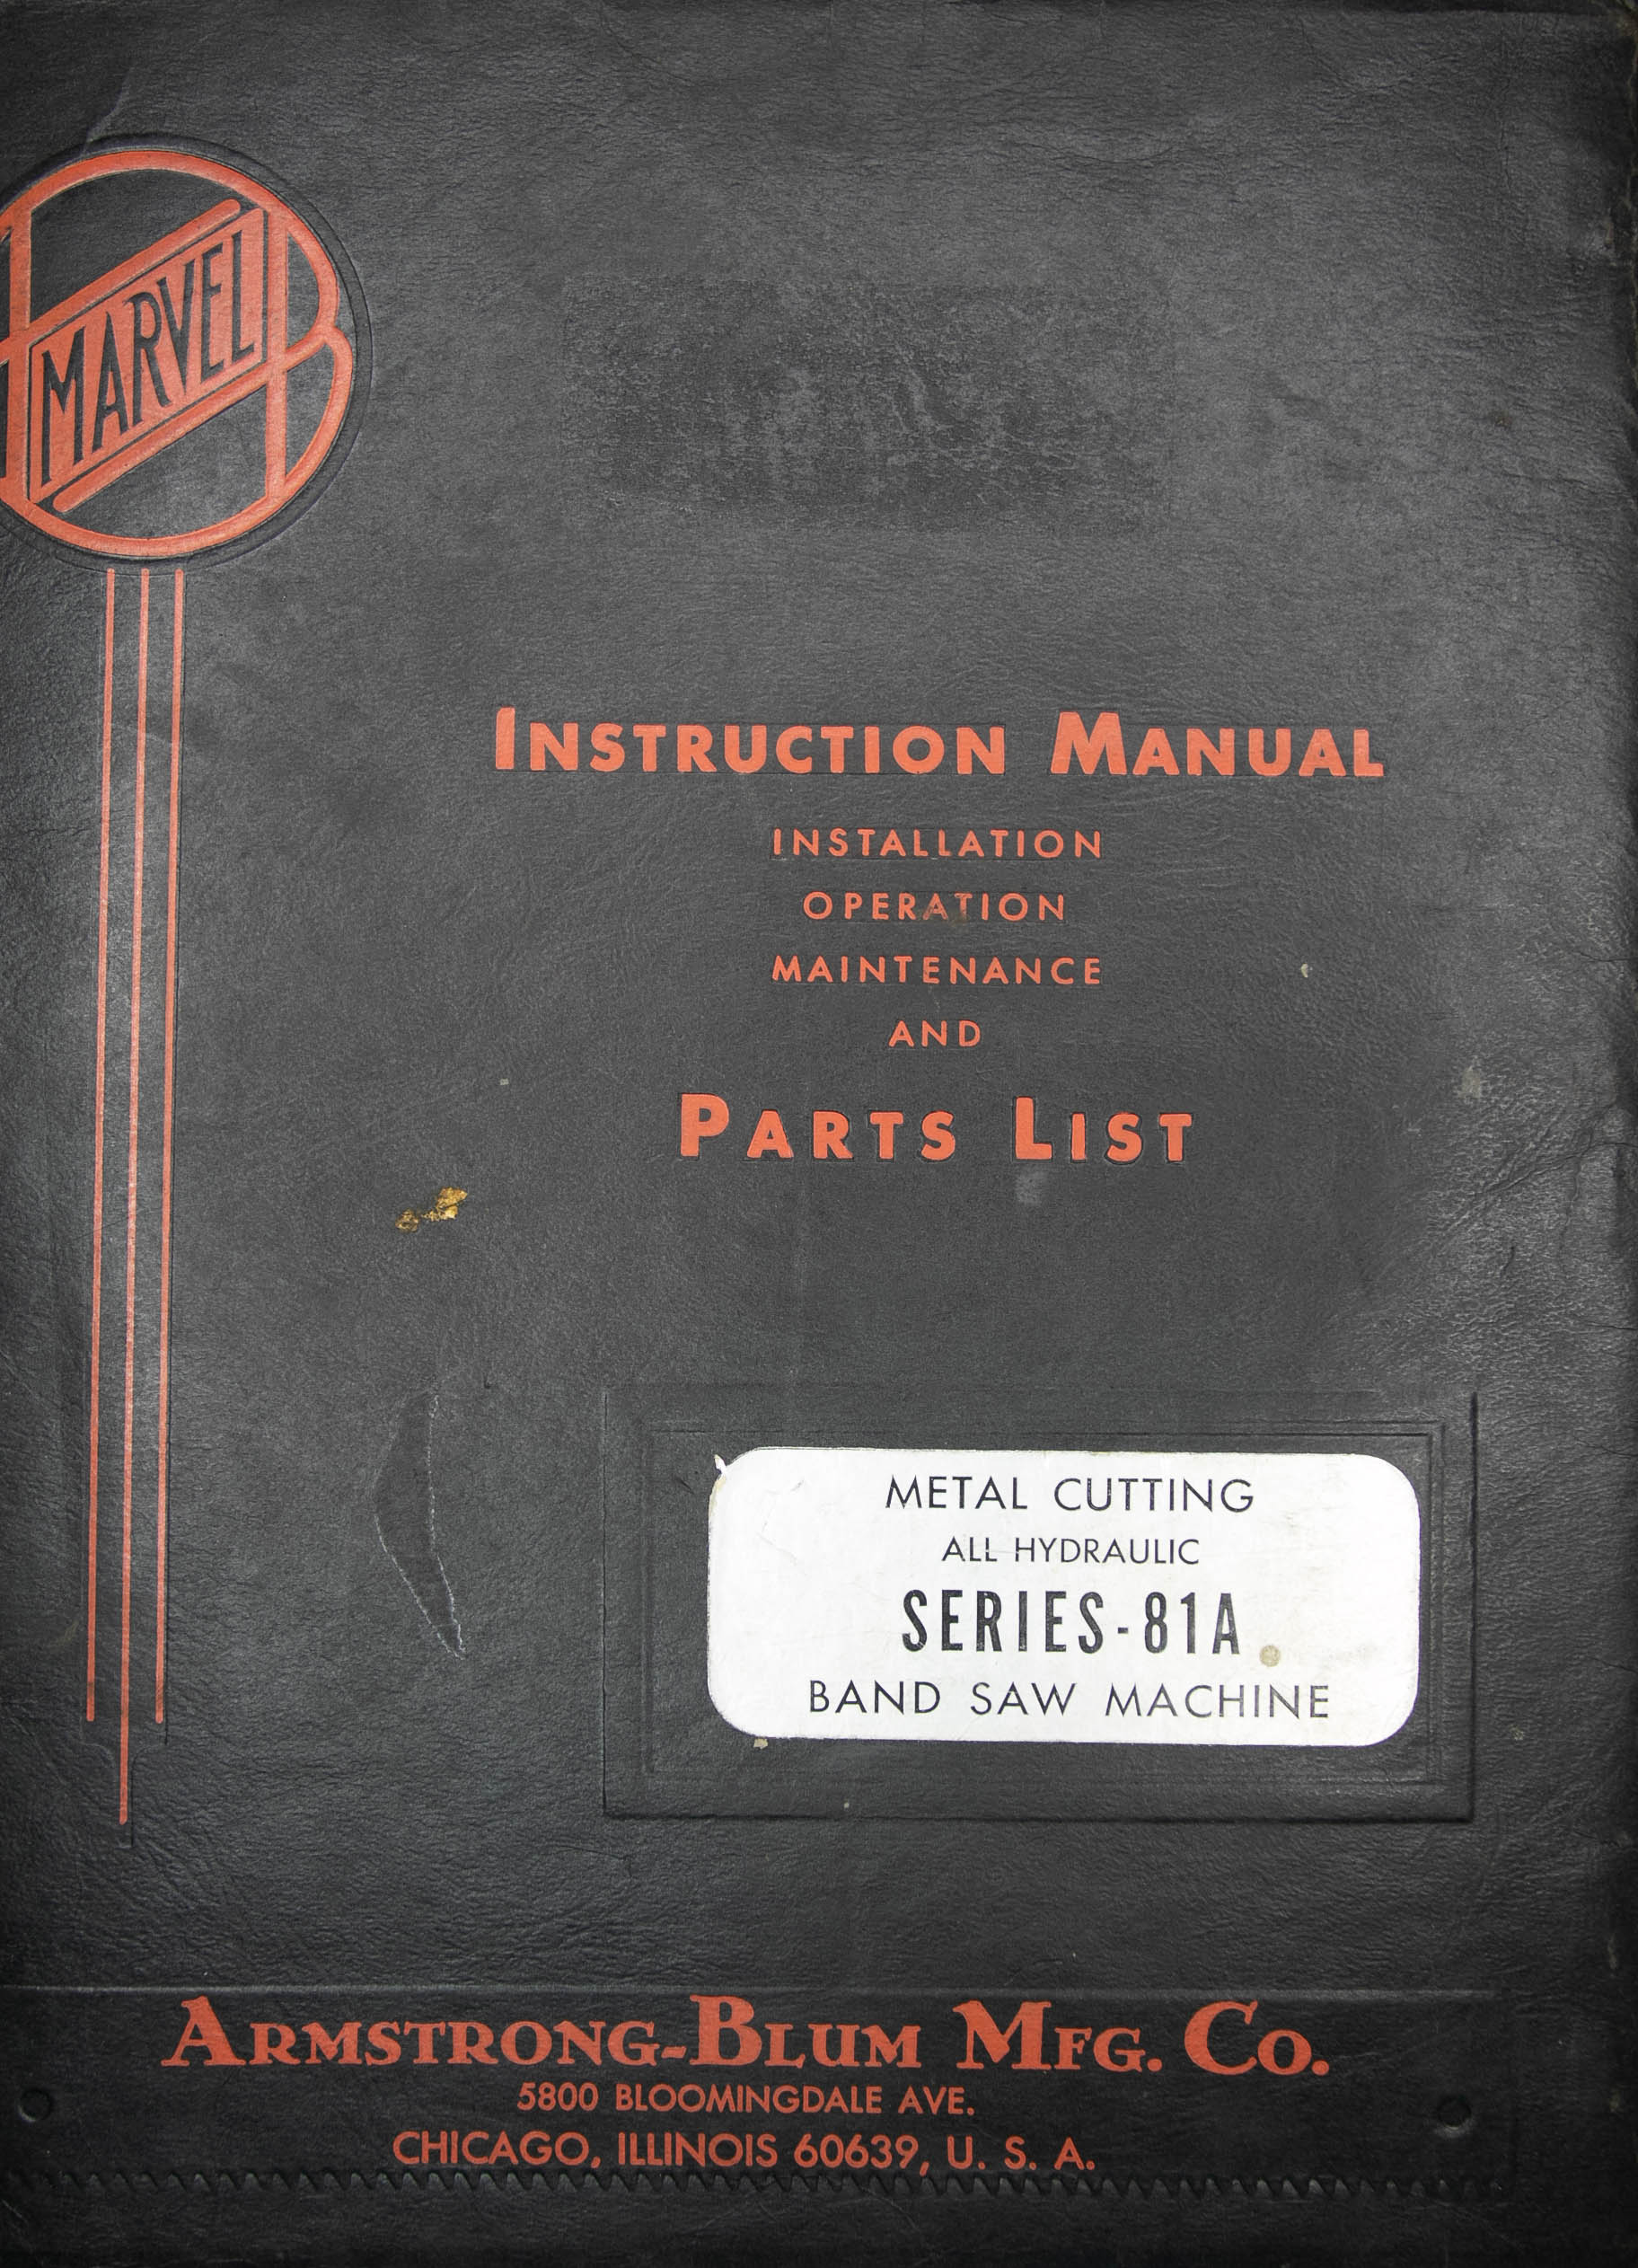 MARVEL
INSTRUCTION MANUAL
INSTALLATION
OPERATION
MAINTENANCE
AND
PARTS LIST
METAL CUTTING
ALL HYDRAULIC
SERIES-81A
BAND SAW MACHINE
ARMSTRONG-BLUM MFG. CO.
5800 BLOOMINGDALE AVE.
CHICAGO, ILLINOIS 60639, U. S. A.